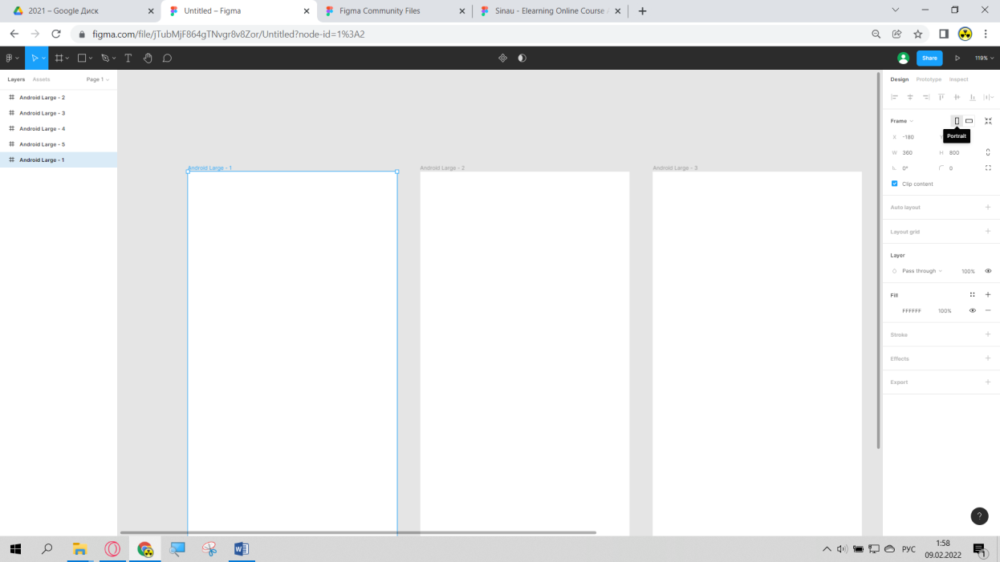 2021 – Google Диск
Untitled – Figma
Figma Community Files
Sinau - Elearning Online Course
figma.com/file/jTubMjF864gTNvgr8v8Zor/Untitled?node-id=1%3A2
Share
119%
Layers
Assets
Page 1
Design
Prototype
Inspect
Android Large - 2
Android Large - 3
Android Large - 4
Android Large - 5
Android Large - 1
Android Large - 1
Android Large - 2
Android Large - 3
Frame
Portrait
X -180
W 360
H 800
0°
0
Clip content
Auto layout
Layout grid
Layer
Pass through
100%
Fill
FFFFFF
100%
Stroke
Effects
Export
?
РУС
1:58
09.02.2022
1